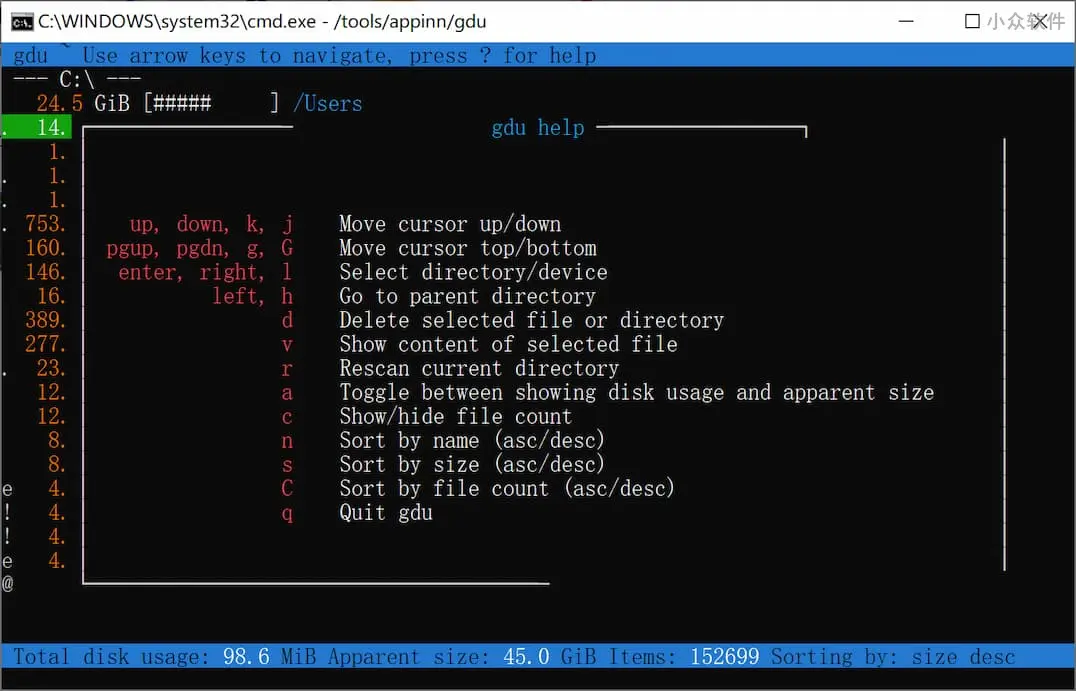 C:\WINDOWS\system32\cmd.exe - /tools/appinn/gdu
小众软件
gdu ~ Use arrow keys to navigate, press ? for help
--- C:\ ---
24.5 GiB [##### ] /Users
. 14. gdu help
1.
. 1.
. 1.
. 753. up, down, k, j Move cursor up/down
160. pgup, pgdn, g, G Move cursor top/bottom
146. enter, right, l Select directory/device
16. left, h Go to parent directory
389. d Delete selected file or directory
277. v Show content of selected file
. 23. r Rescan current directory
12. a Toggle between showing disk usage and apparent size
12. c Show/hide file count
8. n Sort by name (asc/desc)
8. s Sort by size (asc/desc)
e 4. C Sort by file count (asc/desc)
! 4. q Quit gdu
! 4.
e 4.
@
Total disk usage: 98.6 MiB Apparent size: 45.0 GiB Items: 152699 Sorting by: size desc